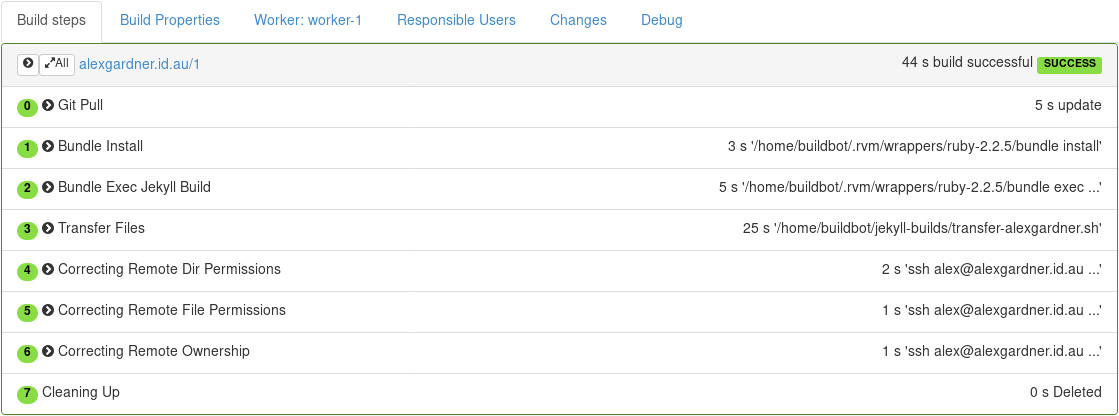 Build steps Build Properties Worker: worker-1 Responsible Users Changes Debug
All alexgardner.id.au/1 44 s build successful SUCCESS
0 Git Pull 5 s update
1 Bundle Install 3 s '/home/buildbot/.rvm/wrappers/ruby-2.2.5/bundle install'
2 Bundle Exec Jekyll Build 5 s '/home/buildbot/.rvm/wrappers/ruby-2.2.5/bundle exec ...'
3 Transfer Files 25 s '/home/buildbot/jekyll-builds/transfer-alexgardner.sh'
4 Correcting Remote Dir Permissions 2 s 'ssh alex@alexgardner.id.au ...'
5 Correcting Remote File Permissions 1 s 'ssh alex@alexgardner.id.au ...'
6 Correcting Remote Ownership 1 s 'ssh alex@alexgardner.id.au ...'
7 Cleaning Up 0 s Deleted